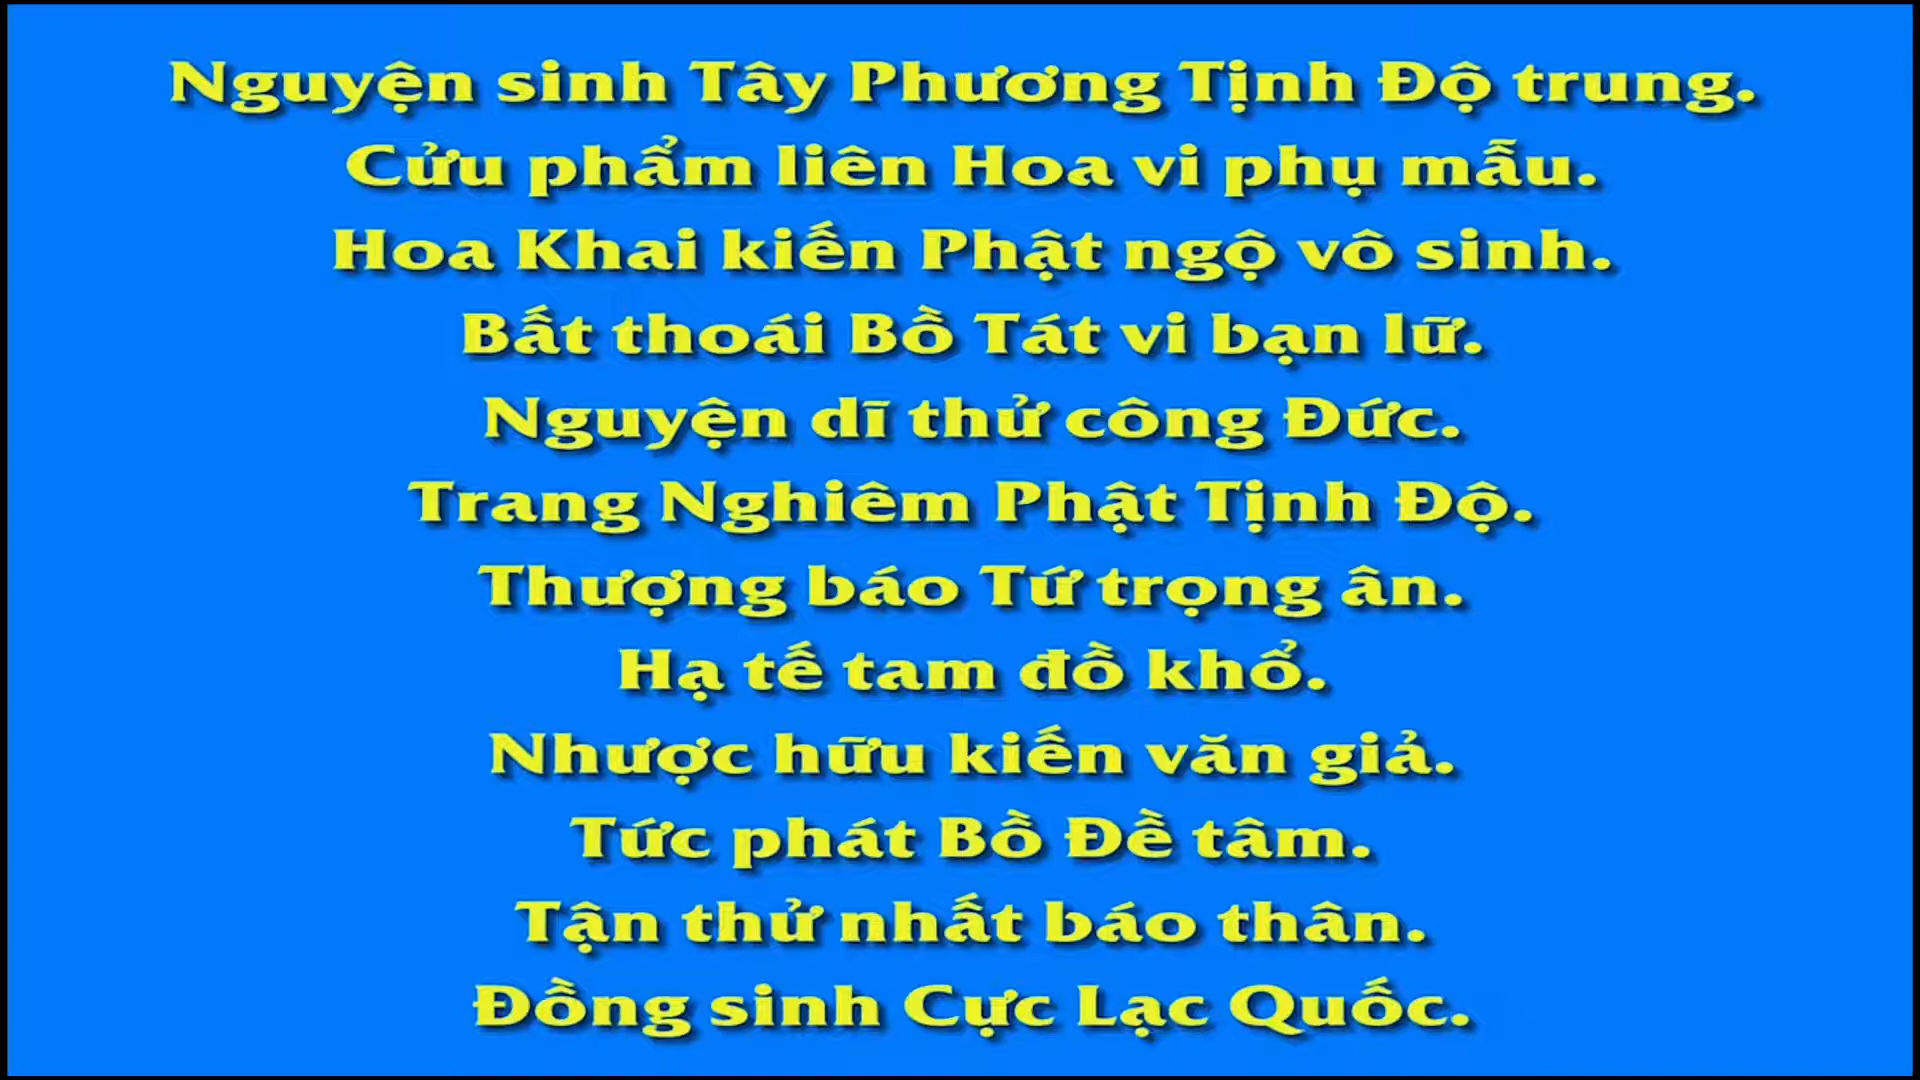 Nguyện sinh Tây Phương Tịnh Độ trung.
Cửu phẩm liên Hoa vi phụ mẫu.
Hoa Khai kiến Phật ngộ vô sinh.
Bất thoái Bồ Tát vi bạn lữ.
Nguyện dĩ thử công Đức.
Trang Nghiêm Phật Tịnh Độ.
Thượng báo Tứ trọng ân.
Hạ tế tam đồ khổ.
Nhược hữu kiến văn giả.
Tức phát Bồ Đề tâm.
Tận thử nhất báo thân.
Đồng sinh Cực Lạc Quốc.